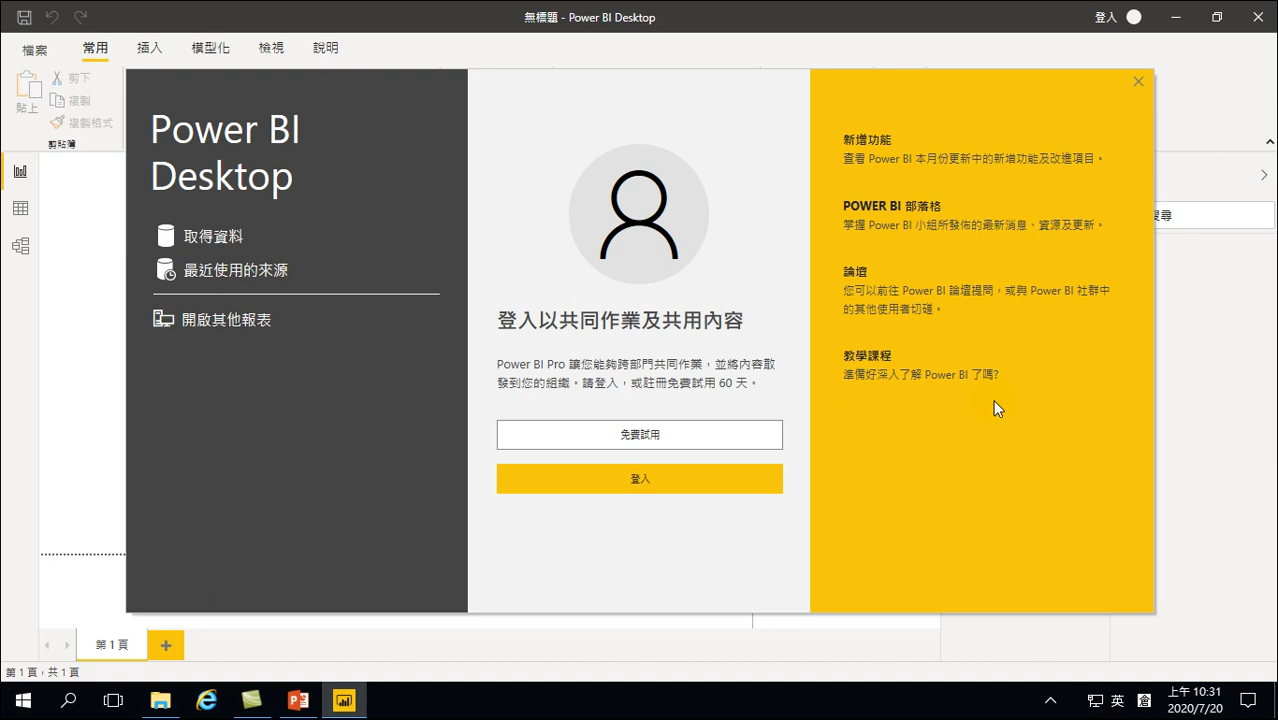 無標題 - Power BI Desktop
登入
檔案
常用
插入
模型化
檢視
說明
貼上
剪下
複製
複製格式
剪貼簿
Power BI
Desktop
取得資料
最近使用的來源
開啟其他報表
登入以共同作業及共用內容
Power BI Pro 讓您能夠跨部門共同作業，並將內容散
發到您的組織。請登入，或註冊免費試用 60 天。
免費試用
登入
新增功能
查看 Power BI 本月份更新中的新增功能及改進項目。
POWER BI 部落格
掌握 Power BI 小組所發佈的最新消息、資源及更新。
論壇
您可以前往 Power BI 論壇提問，或與 Power BI 社群中
的其他使用者切磋。
教學課程
準備好深入了解 Power BI 了嗎?
搜尋
第 1 頁
第 1 頁，共 1 頁
英
上午 10:31
2020/7/20